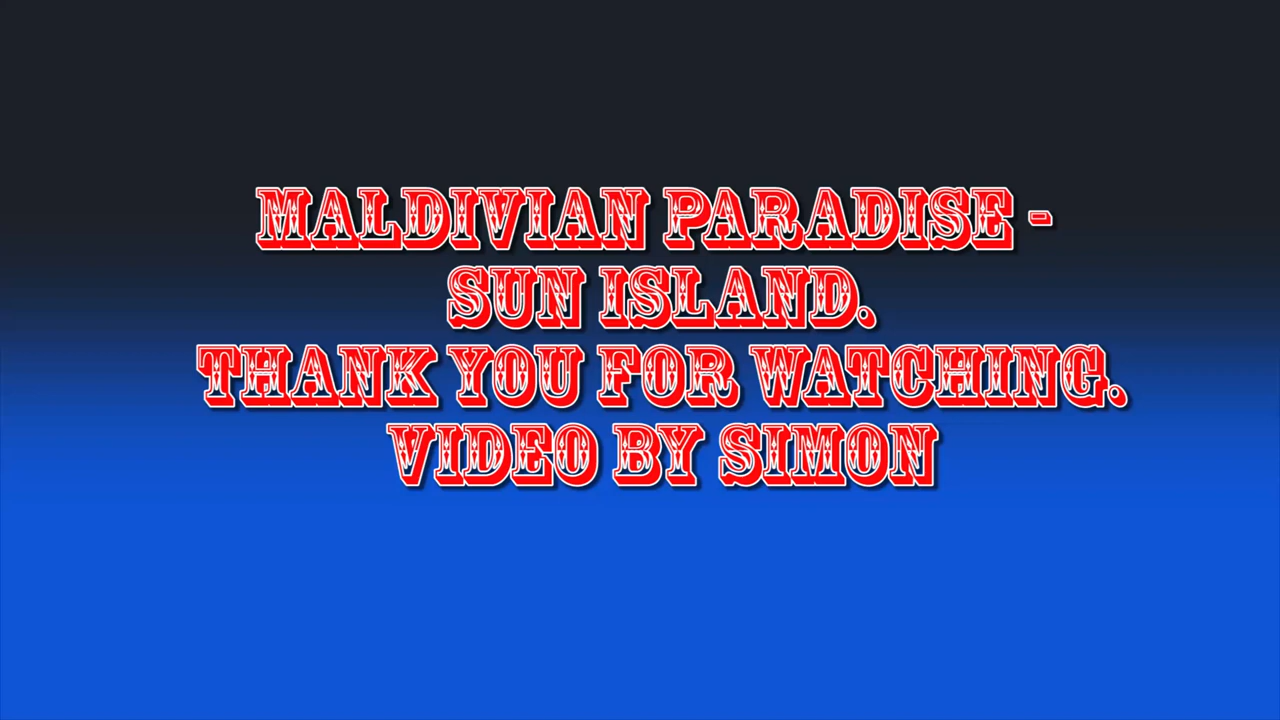 MALDIVIAN PARADISE -
SUN ISLAND.
THANK YOU FOR WATCHING.
VIDEO BY SIMON